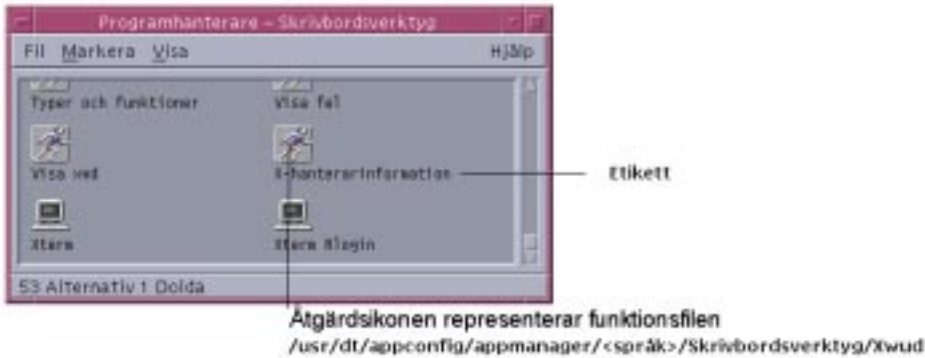 Programhanterare – Skrivbordsverktyg
Fil Markera Visa Hjälp
Typer och funktioner Visa fel
Visa xwd X-hanterarinformation Etikett
Xterm Xterm Rlogin
53 Alternativ 1 Dolda
Åtgärdsikonen representerar funktionsfilen
/usr/dt/appconfig/appmanager/<språk>/Skrivbordsverktyg/Xwud